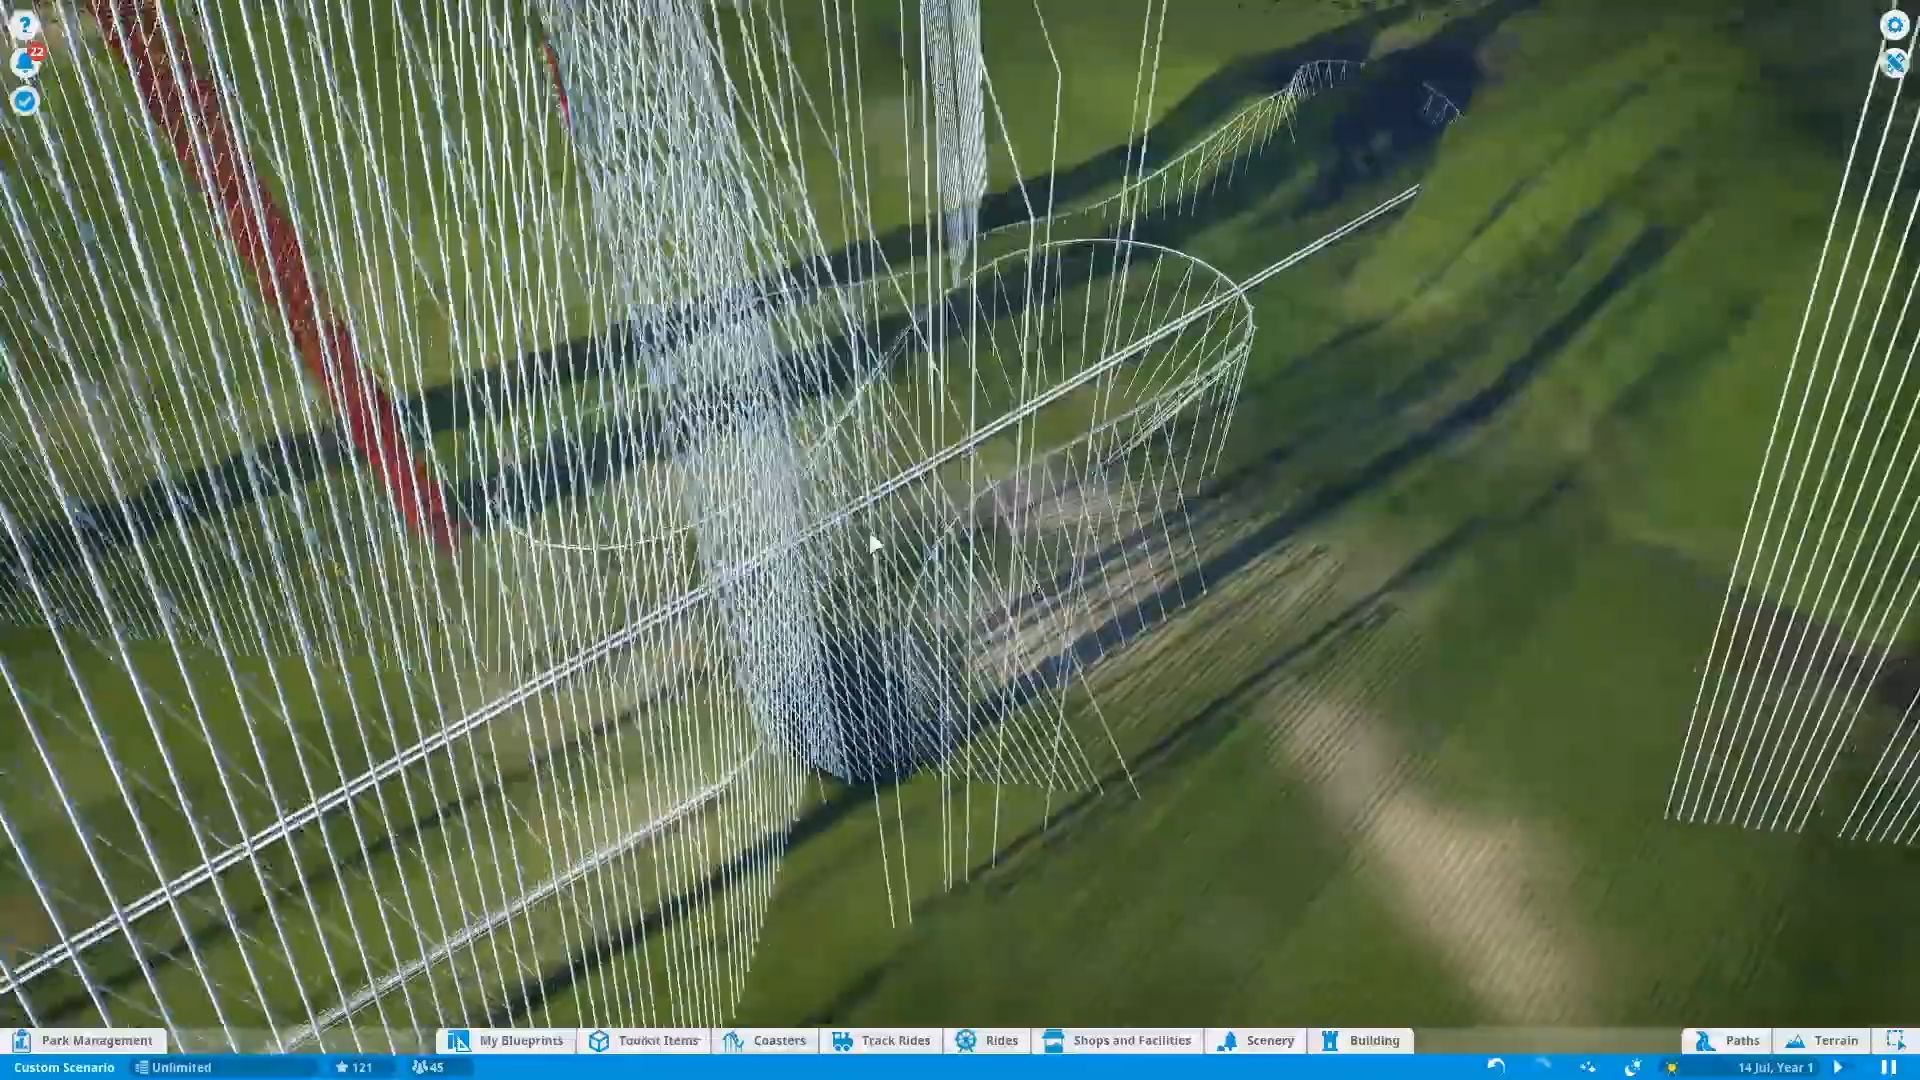 ?
22
Park Management
My Blueprints
Toolkit Items
Coasters
Track Rides
Rides
Shops and Facilities
Scenery
Building
Paths
Terrain
Custom Scenario
Unlimited
121
45
14 Jul, Year 1